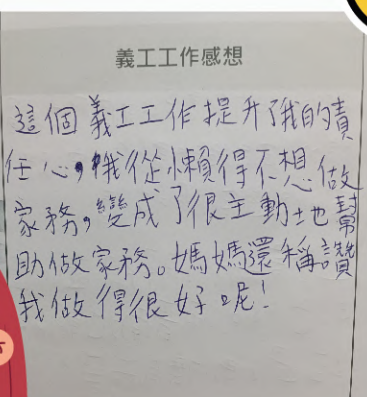 義工工作感想
這個義工工作提升了我的責
任心，我從懶得不想做
家務，變成了很主動地幫
助做家務。媽媽還稱讚
我做得很好呢！